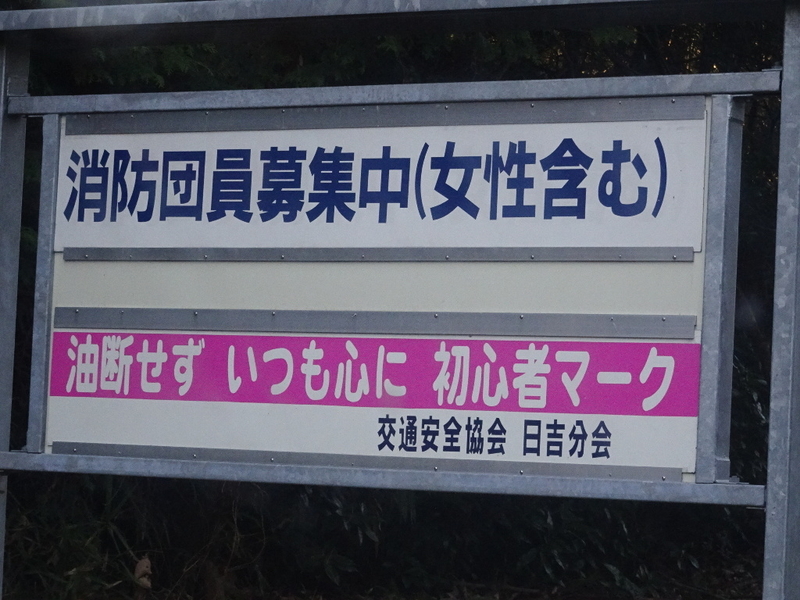 消防団員募集中(女性含む)
油断せず いつも心に 初心者マーク
交通安全協会 日吉分会